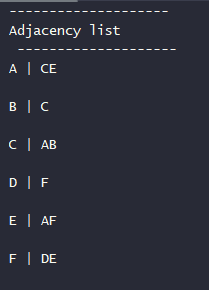 --------------------
Adjacency list
--------------------
A | CE
B | C
C | AB
D | F
E | AF
F | DE